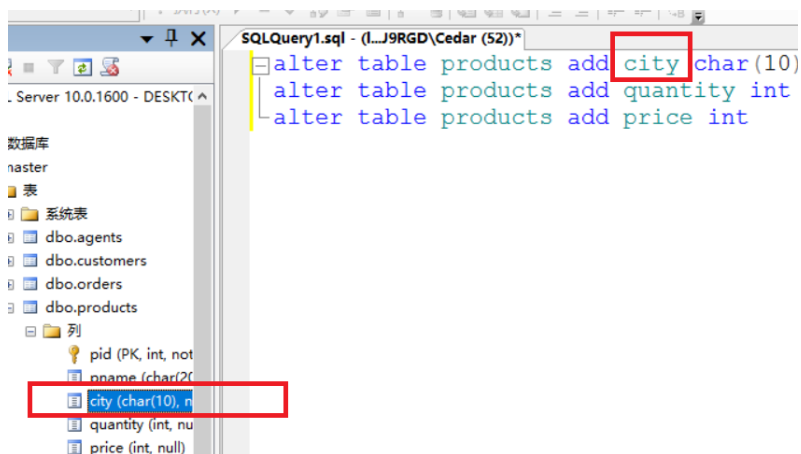 SQLQuery1.sql - (l...J9RGD\Cedar (52))*
alter table products add city char(10)
alter table products add quantity int
alter table products add price int
L Server 10.0.1600 - DESKT(
数据库
master
表
系统表
dbo.agents
dbo.customers
dbo.orders
dbo.products
列
pid (PK, int, not
pname (char(20
city (char(10), n
quantity (int, nu
price (int, null)